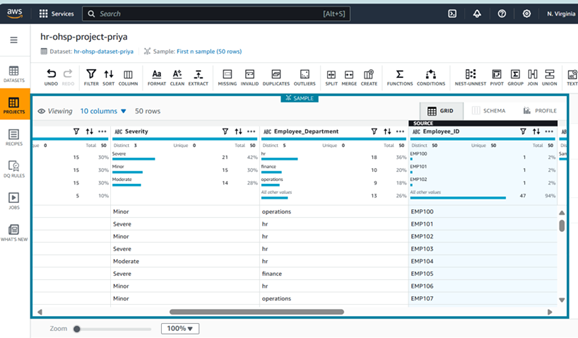 aws Services Search [Alt+S] N. Virginia
hr-ohsp-project-priya
Dataset: hr-ohsp-dataset-priya Sample: First n sample (50 rows)
UNDO REDO FILTER SORT COLUMN FORMAT CLEAN EXTRACT MISSING INVALID DUPLICATES OUTLIERS SPLIT MERGE CREATE FUNCTIONS CONDITIONS NEST-UNNEST PIVOT GROUP JOIN UNION TEXT
DATASETS
PROJECTS
RECIPES
DQ RULES
JOBS
WHAT'S NEW
SAMPLE
Viewing 10 columns 50 rows GRID SCHEMA PROFILE
SOURCE
ABC Severity ABC Employee_Department ABC Employee_ID
0 Total 50 Distinct 3 Unique 0 Total 50 Distinct Unique 0 Total 50 Distinct 50 Unique 50 Total 50
15 30% Severe 21 42% hr 18 36% EMP100 1 2%
15 30% Minor 15 30% finance 10 20% EMP101 1 2%
15 30% Moderate 14 28% operations 9 18% EMP102 1 2%
5 10% All other values 13 26% All other values 47 94%
Minor operations EMP100
Severe hr EMP101
Minor hr EMP102
Severe hr EMP103
Moderate hr EMP104
Severe finance EMP105
Minor hr EMP106
Minor operations EMP107
Zoom 100%